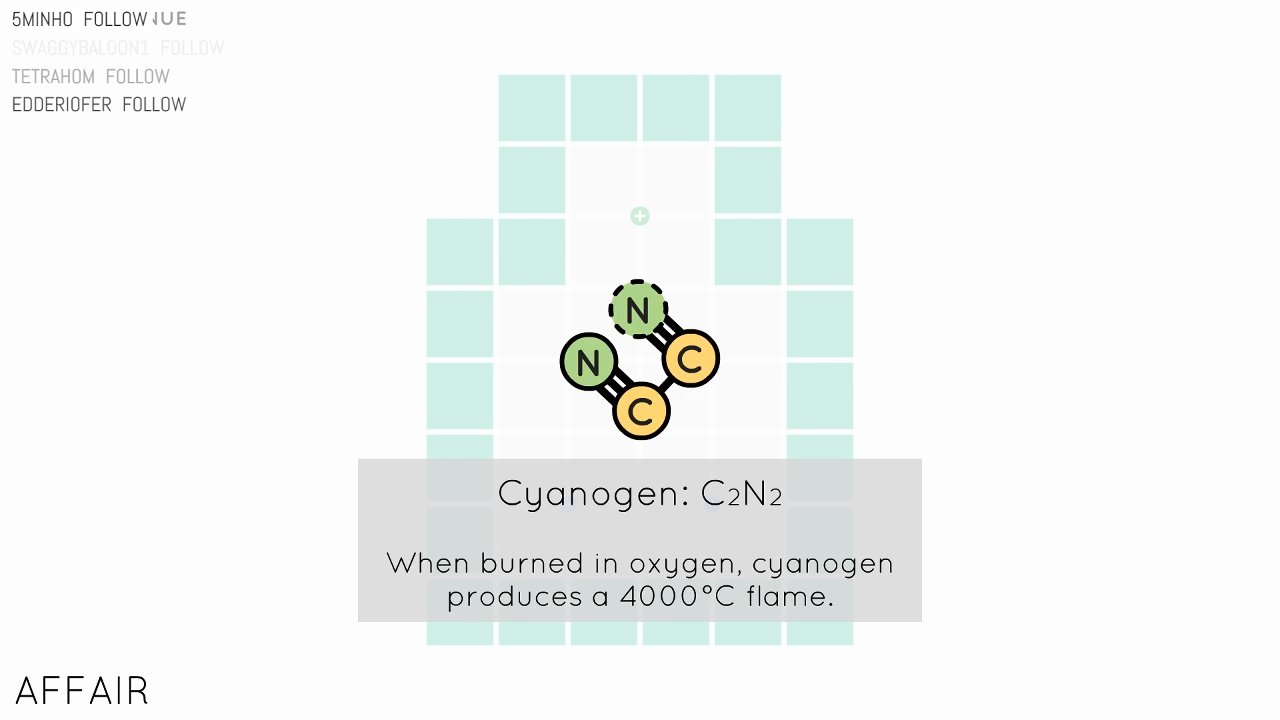 5MINHO FOLLOW NUE
SWAGGYBALOON1 FOLLOW
TETRAHOM FOLLOW
EDDERIOFER FOLLOW
N
N
C
C
Cyanogen: C₂N₂
When burned in oxygen, cyanogen
produces a 4000°C flame.
AFFAIR